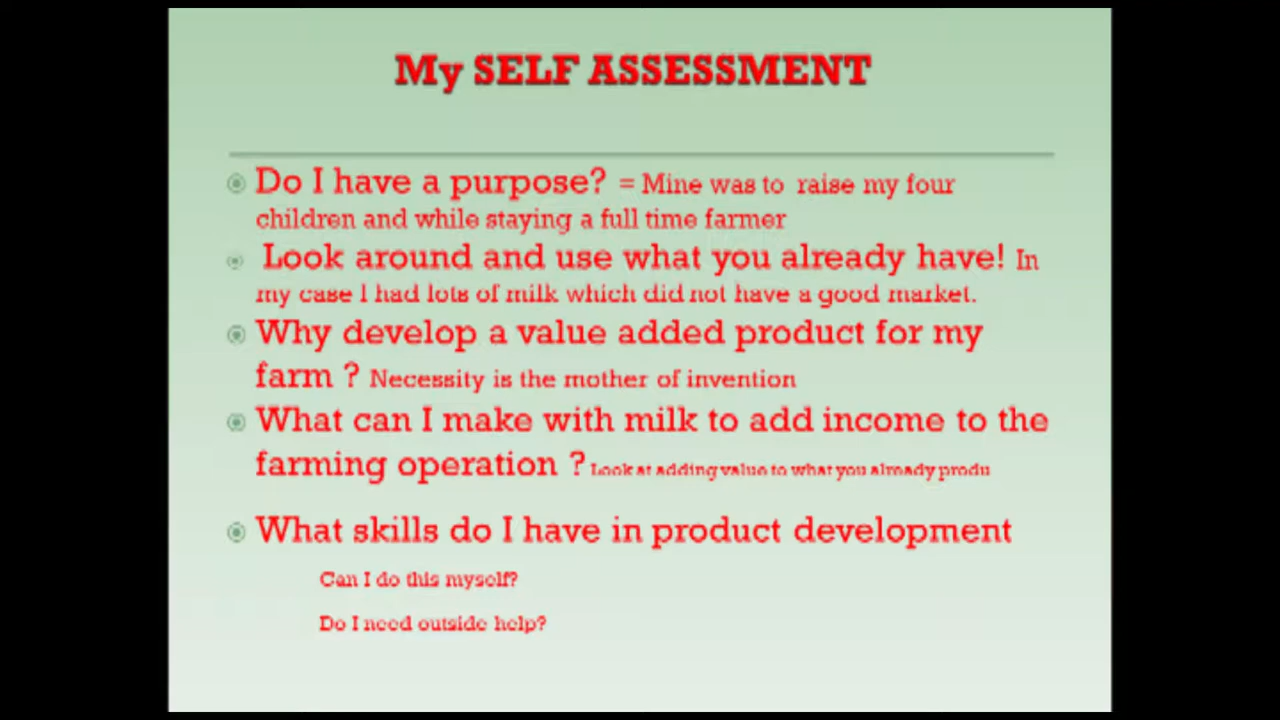 My SELF ASSESSMENT
Do I have a purpose? = Mine was to raise my four
children and while staying a full time farmer
Look around and use what you already have! In
my case I had lots of milk which did not have a good market.
Why develop a value added product for my
farm ? Necessity is the mother of invention
What can I make with milk to add income to the
farming operation ? Look at adding value to what you already produ
What skills do I have in product development
Can I do this myself?
Do I need outside help?